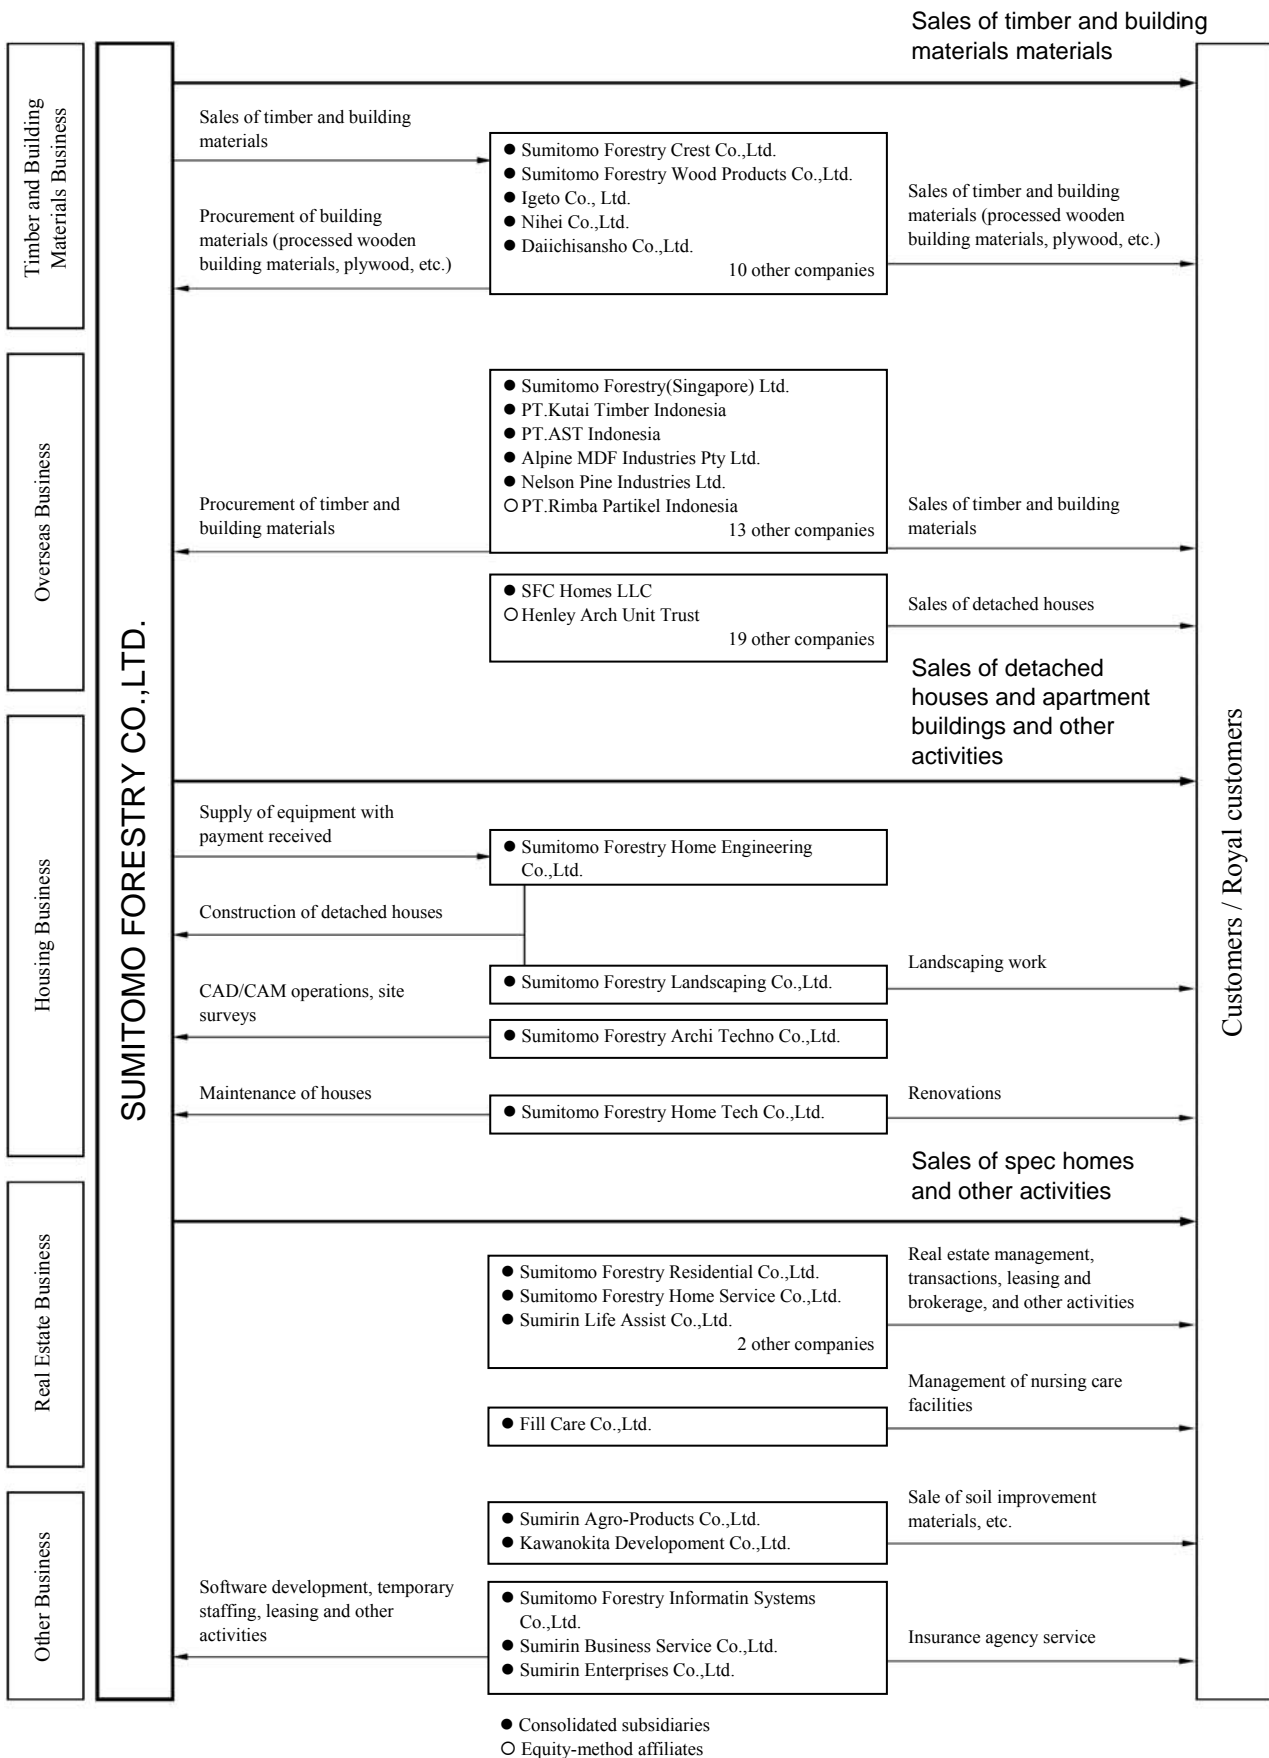 Sales of timber and building
materials materials
Timber and Building
Materials Business
Sales of timber and building
materials
● Sumitomo Forestry Crest Co.,Ltd.
● Sumitomo Forestry Wood Products Co.,Ltd.
● Igeto Co., Ltd.
● Nihei Co.,Ltd.
● Daiichisansho Co.,Ltd.
10 other companies
Procurement of building
materials (processed wooden
building materials, plywood, etc.)
Sales of timber and building
materials (processed wooden
building materials, plywood, etc.)
Overseas Business
● Sumitomo Forestry(Singapore) Ltd.
● PT.Kutai Timber Indonesia
● PT.AST Indonesia
● Alpine MDF Industries Pty Ltd.
● Nelson Pine Industries Ltd.
○ PT.Rimba Partikel Indonesia
13 other companies
Procurement of timber and
building materials
Sales of timber and building
materials
● SFC Homes LLC
○ Henley Arch Unit Trust
19 other companies
Sales of detached houses
SUMITOMO FORESTRY CO.,LTD.
Customers / Royal customers
Sales of detached
houses and apartment
buildings and other
activities
Housing Business
Supply of equipment with
payment received
● Sumitomo Forestry Home Engineering
Co.,Ltd.
Construction of detached houses
● Sumitomo Forestry Landscaping Co.,Ltd.
Landscaping work
CAD/CAM operations, site
surveys
● Sumitomo Forestry Archi Techno Co.,Ltd.
Maintenance of houses
● Sumitomo Forestry Home Tech Co.,Ltd.
Renovations
Sales of spec homes
and other activities
Real Estate Business
● Sumitomo Forestry Residential Co.,Ltd.
● Sumitomo Forestry Home Service Co.,Ltd.
● Sumirin Life Assist Co.,Ltd.
2 other companies
Real estate management,
transactions, leasing and
brokerage, and other activities
● Fill Care Co.,Ltd.
Management of nursing care
facilities
Other Business
● Sumirin Agro-Products Co.,Ltd.
● Kawanokita Developoment Co.,Ltd.
Sale of soil improvement
materials, etc.
Software development, temporary
staffing, leasing and other
activities
● Sumitomo Forestry Informatin Systems
Co.,Ltd.
● Sumirin Business Service Co.,Ltd.
● Sumirin Enterprises Co.,Ltd.
Insurance agency service
● Consolidated subsidiaries
○ Equity-method affiliates